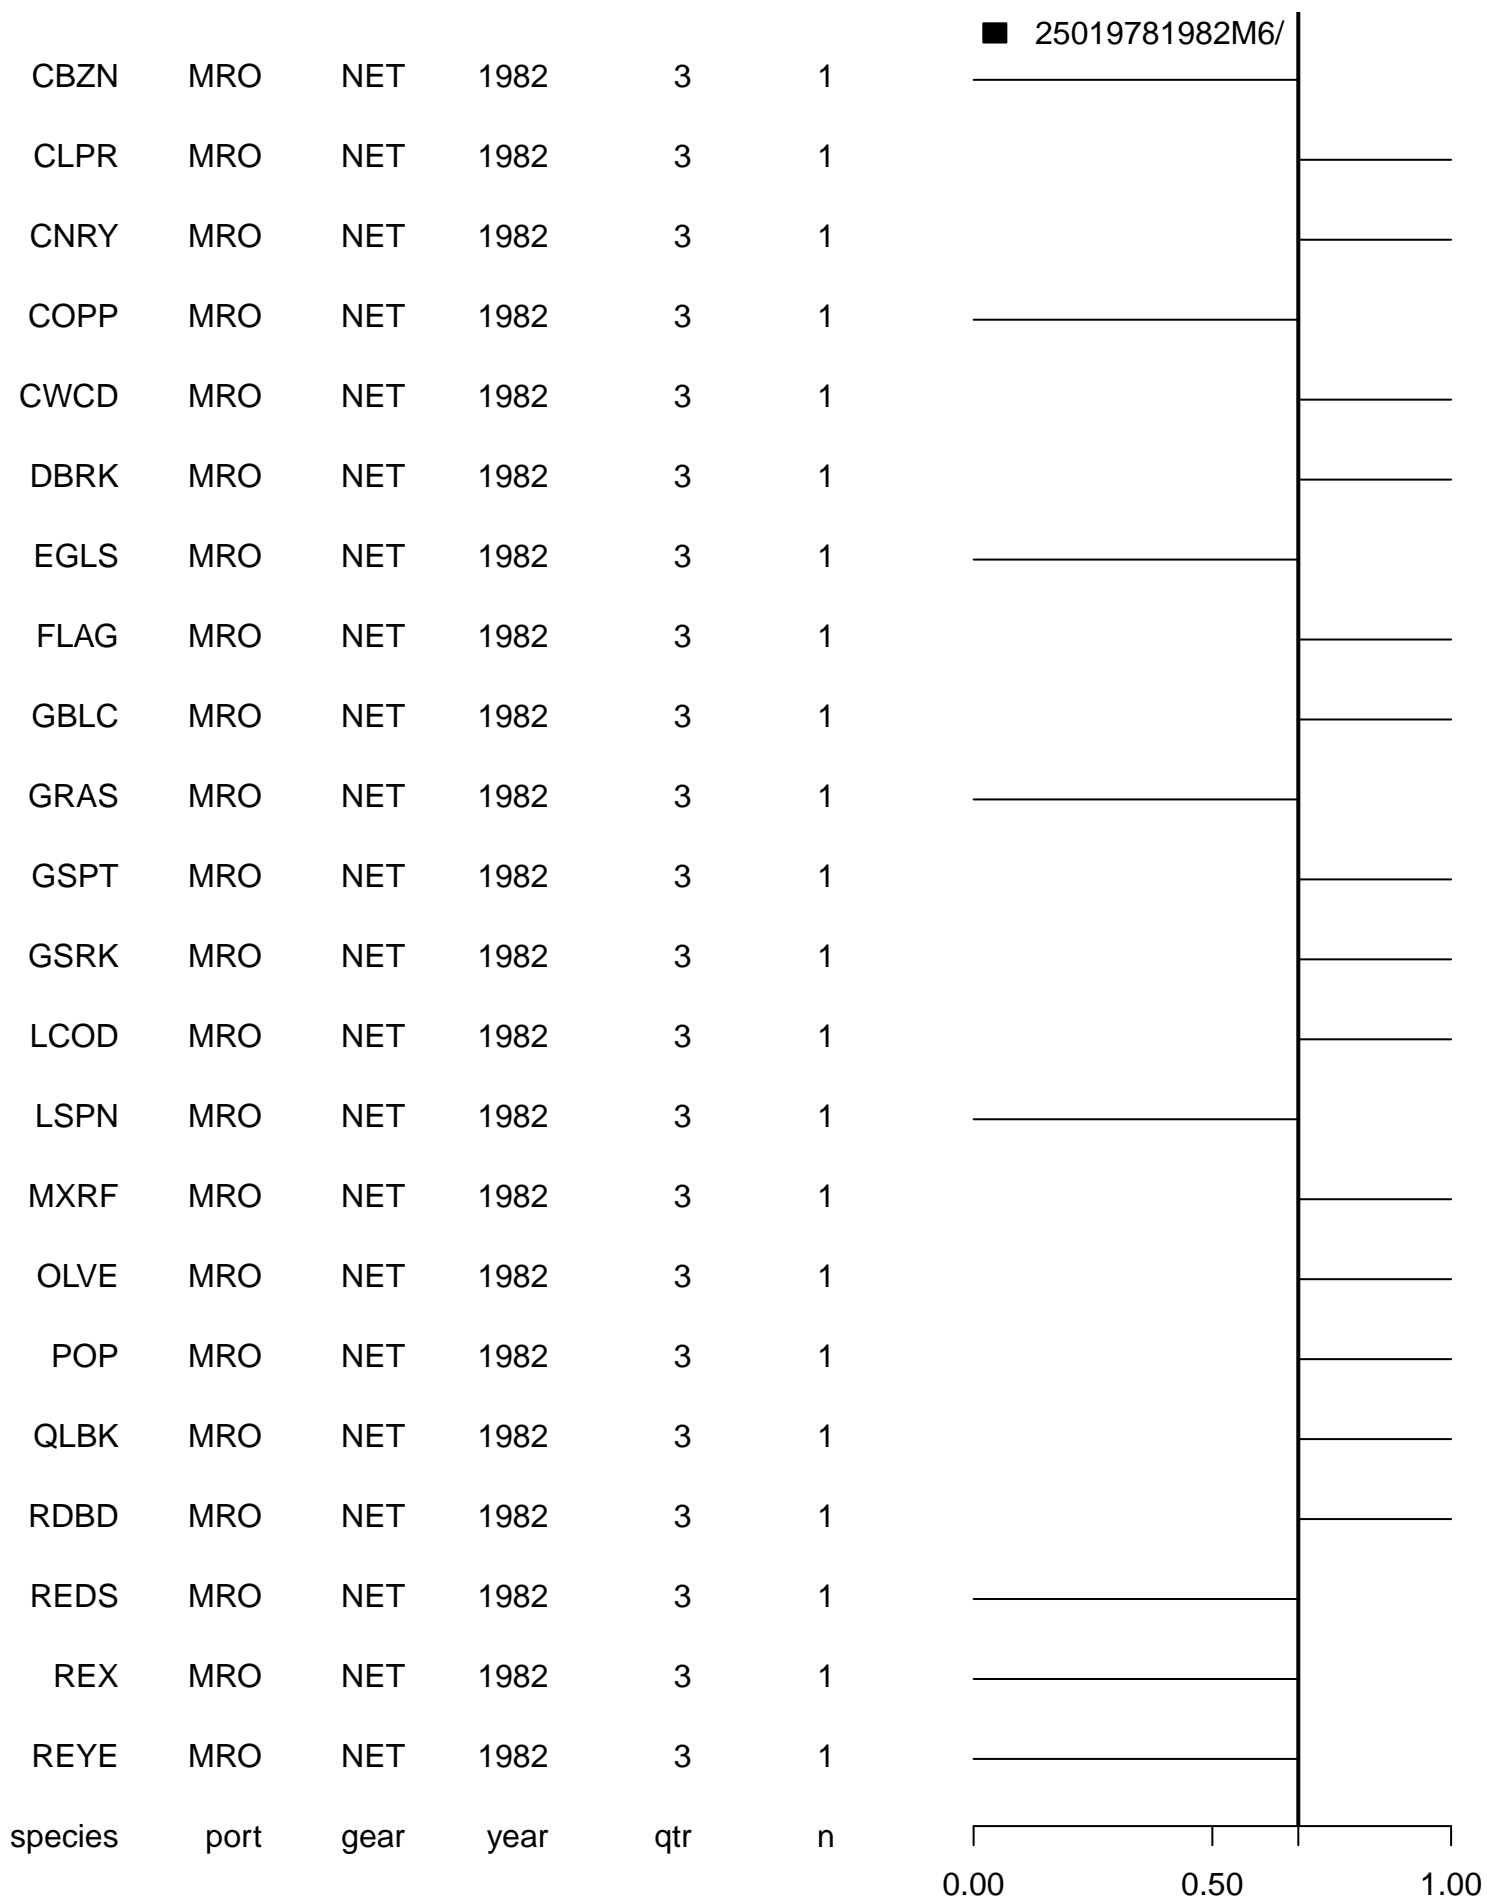 25019781982M6/
CBZN MRO NET 1982 3 1
CLPR MRO NET 1982 3 1
CNRY MRO NET 1982 3 1
COPP MRO NET 1982 3 1
CWCD MRO NET 1982 3 1
DBRK MRO NET 1982 3 1
EGLS MRO NET 1982 3 1
FLAG MRO NET 1982 3 1
GBLC MRO NET 1982 3 1
GRAS MRO NET 1982 3 1
GSPT MRO NET 1982 3 1
GSRK MRO NET 1982 3 1
LCOD MRO NET 1982 3 1
LSPN MRO NET 1982 3 1
MXRF MRO NET 1982 3 1
OLVE MRO NET 1982 3 1
POP MRO NET 1982 3 1
QLBK MRO NET 1982 3 1
RDBD MRO NET 1982 3 1
REDS MRO NET 1982 3 1
REX MRO NET 1982 3 1
REYE MRO NET 1982 3 1
species port gear year qtr n
0.00 0.50 1.00